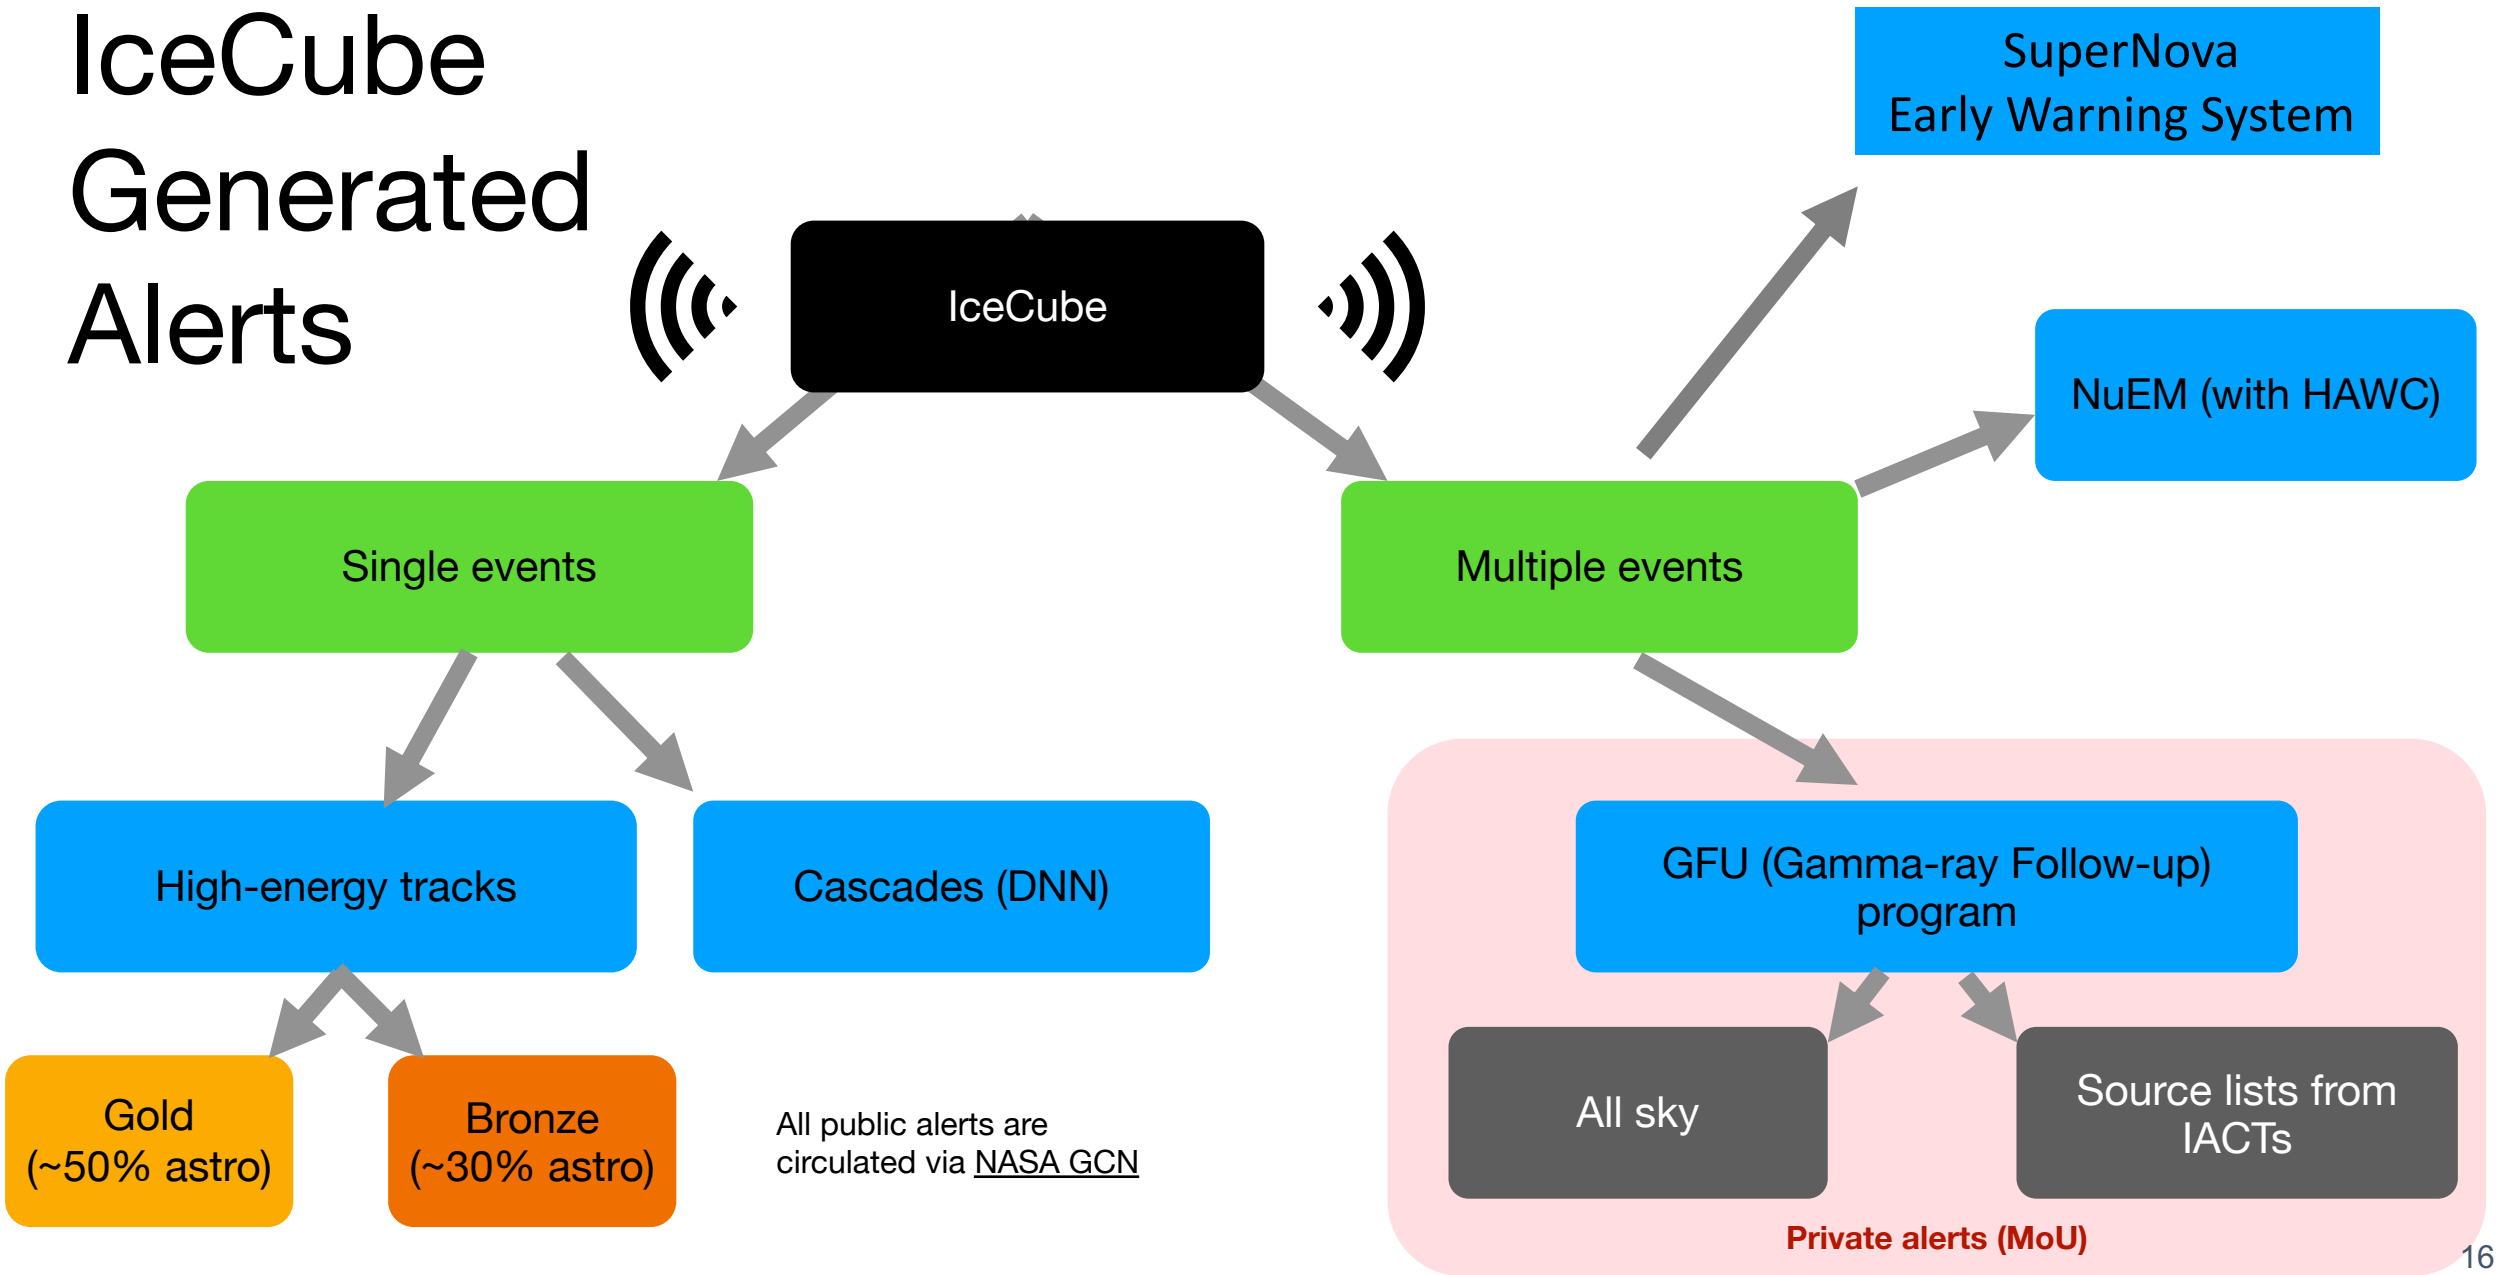 IceCube
Generated
Alerts
SuperNova
Early Warning System
IceCube
NuEM (with HAWC)
Single events
Multiple events
High-energy tracks
Cascades (DNN)
GFU (Gamma-ray Follow-up)
program
Gold
(~50% astro)
Bronze
(~30% astro)
All public alerts are
circulated via NASA GCN
All sky
Source lists from
IACTs
Private alerts (MoU)
16